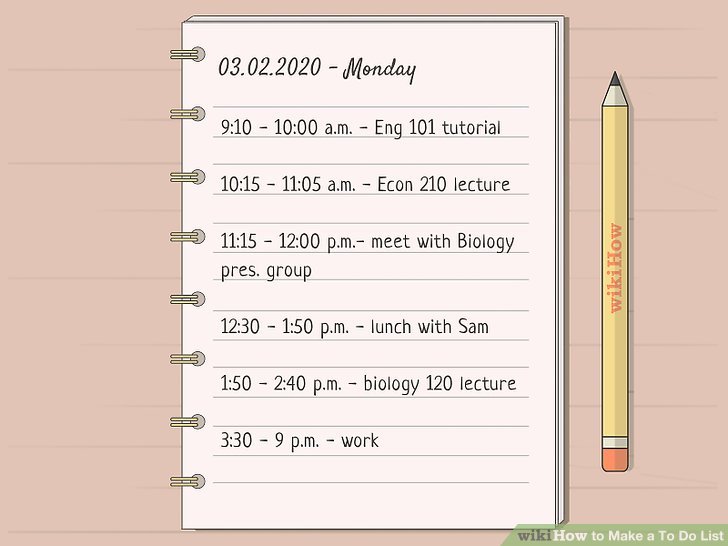 03.02.2020 - Monday
9:10 - 10:00 a.m. - Eng 101 tutorial
10:15 - 11:05 a.m. - Econ 210 lecture
11:15 - 12:00 p.m.- meet with Biology
pres. group
12:30 - 1:50 p.m. - lunch with Sam
1:50 - 2:40 p.m. - biology 120 lecture
3:30 - 9 p.m. - work
wikiHow
wikiHow to Make a To Do List